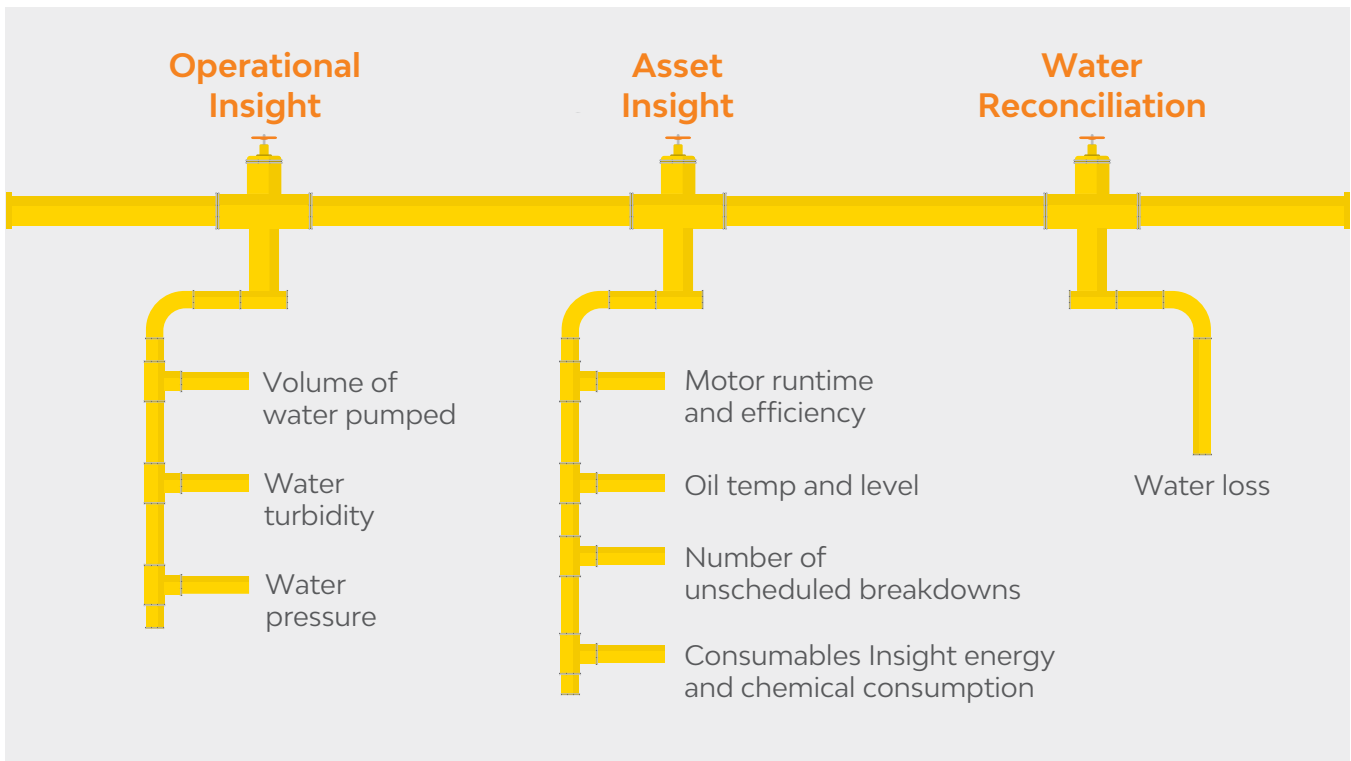 Operational
Insight
Asset
Insight
Water
Reconciliation
Volume of
water pumped
Water
turbidity
Water
pressure
Motor runtime
and efficiency
Oil temp and level
Number of
unscheduled breakdowns
Consumables Insight energy
and chemical consumption
Water loss